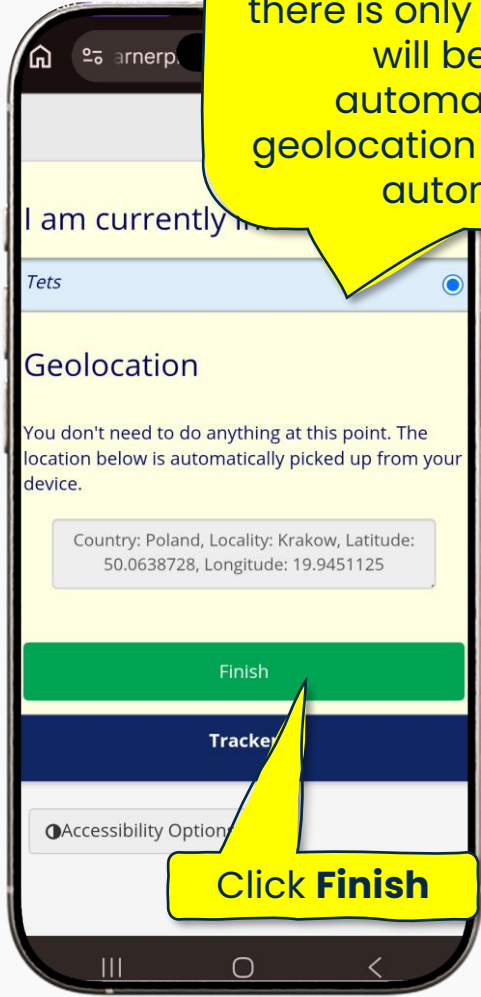 there is only
will be
automa
geolocation
autor
arnerp
I am currently in
Tets
Geolocation
You don't need to do anything at this point. The
location below is automatically picked up from your
device.
Country: Poland, Locality: Krakow, Latitude:
50.0638728, Longitude: 19.9451125
Finish
Tracker
Accessibility Options
Click Finish